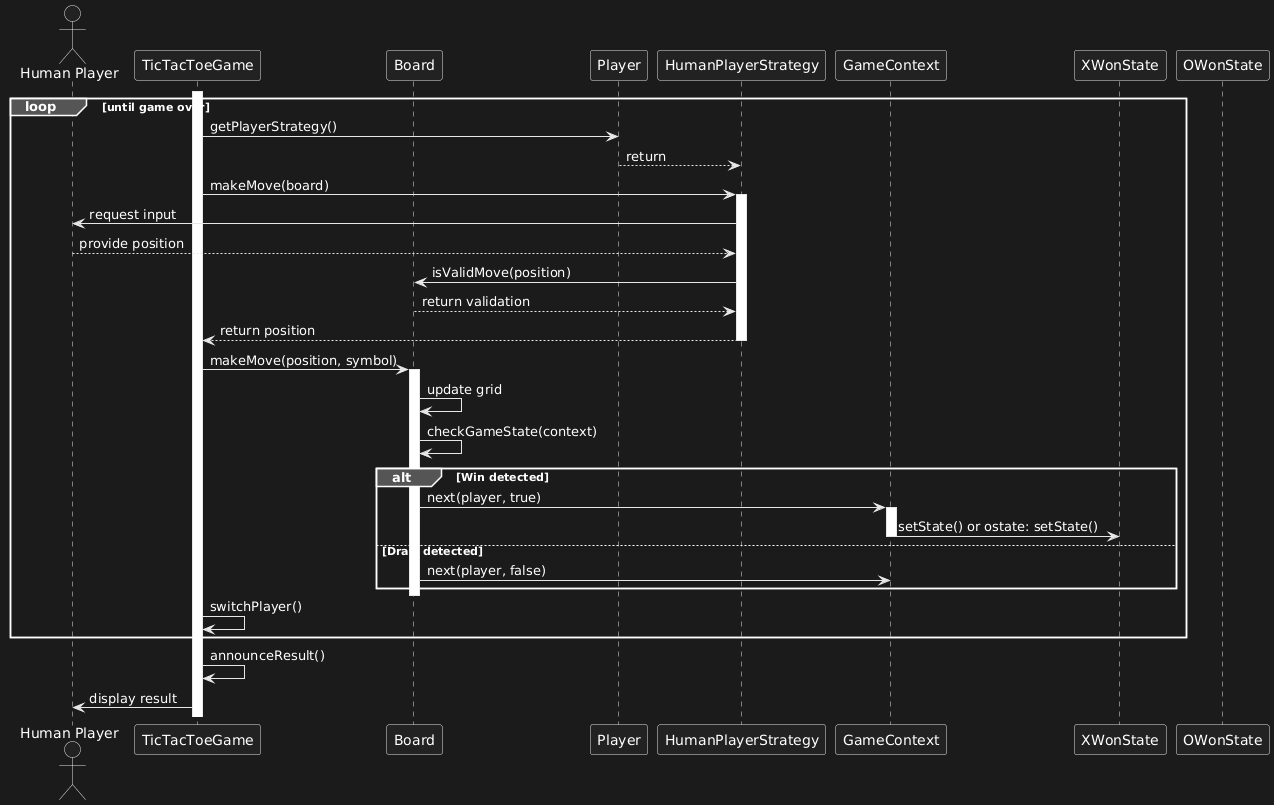 Human Player
TicTacToeGame
Board
Player
HumanPlayerStrategy
GameContext
XWonState
OWonState
loop
[until game over]
getPlayerStrategy()
return
makeMove(board)
request input
provide position
isValidMove(position)
return validation
return position
makeMove(position, symbol)
update grid
checkGameState(context)
alt
[Win detected]
next(player, true)
setState() or ostate: setState()
[Draw detected]
next(player, false)
switchPlayer()
announceResult()
display result
Human Player
TicTacToeGame
Board
Player
HumanPlayerStrategy
GameContext
XWonState
OWonState